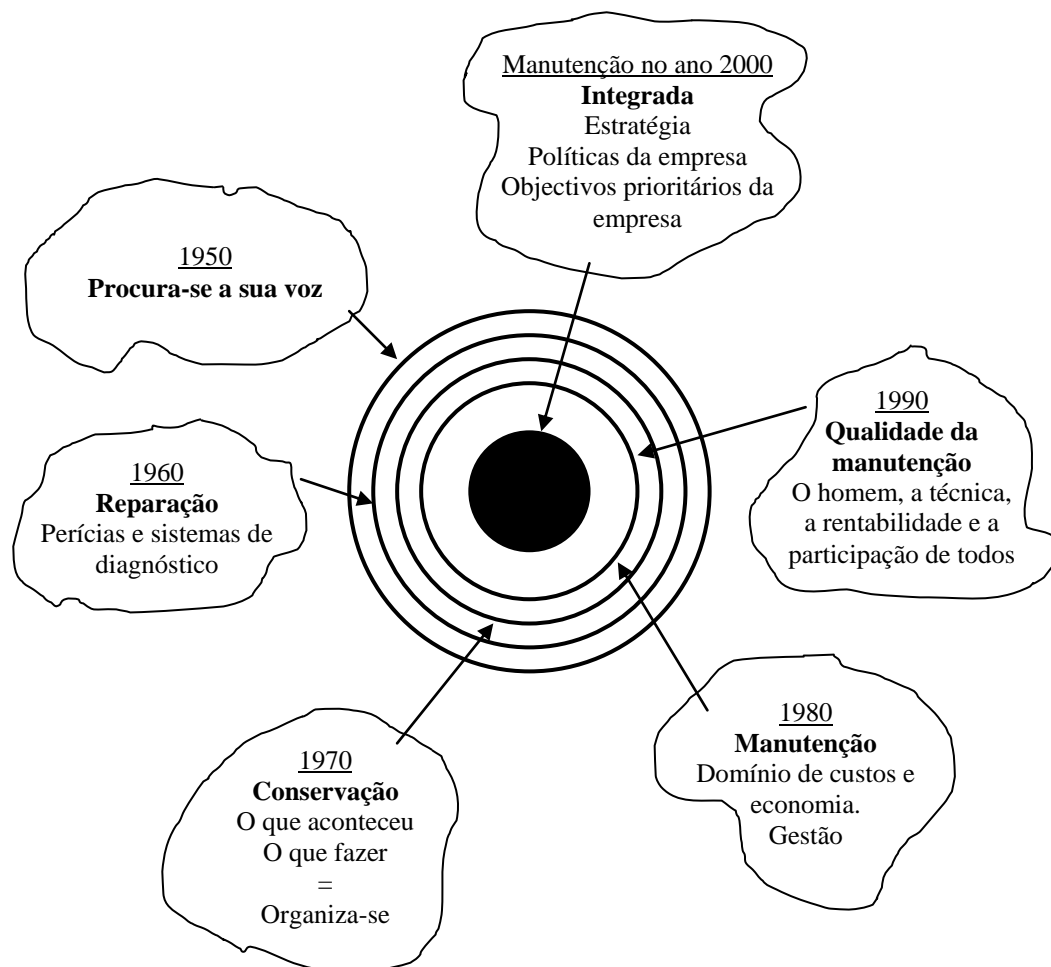 Manutenção no ano 2000
Integrada
Estratégia
Políticas da empresa
Objectivos prioritários da
empresa
1950
Procura-se a sua voz
1990
Qualidade da
manutenção
O homem, a técnica,
a rentabilidade e a
participação de todos
1960
Reparação
Perícias e sistemas de
diagnóstico
1980
Manutenção
Domínio de custos e
economia.
Gestão
1970
Conservação
O que aconteceu
O que fazer
=
Organiza-se